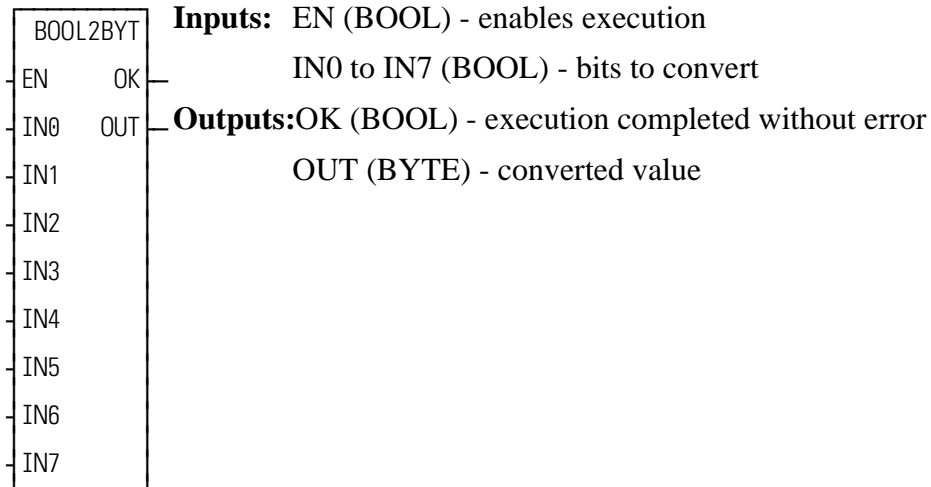 BOOL2BYT
EN OK
IN0 OUT
IN1
IN2
IN3
IN4
IN5
IN6
IN7
Inputs: EN (BOOL) - enables execution
IN0 to IN7 (BOOL) - bits to convert
Outputs:OK (BOOL) - execution completed without error
OUT (BYTE) - converted value